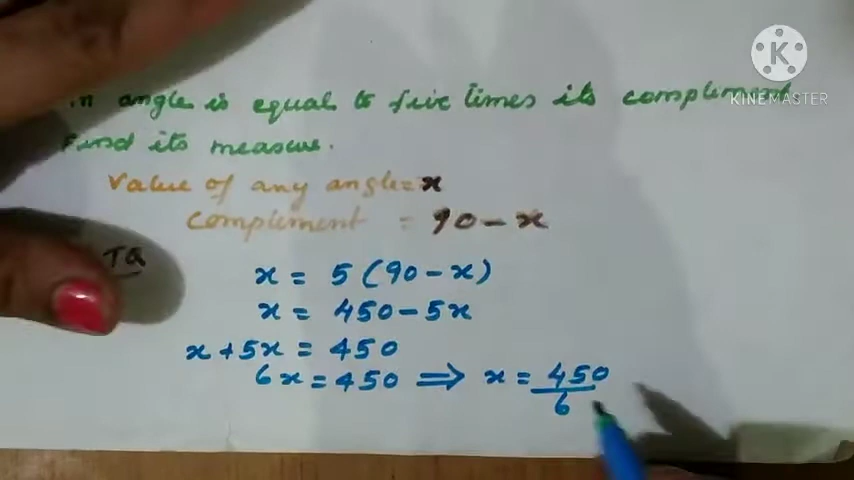 angle is equal to five times its compliment
Find its measure.
Value of any angle = x
complement = 90 - x
TQ
x = 5 (90 - x)
x = 450 - 5x
x + 5x = 450
6x = 450 ⟹ x = 450/6
K
KINEMASTER